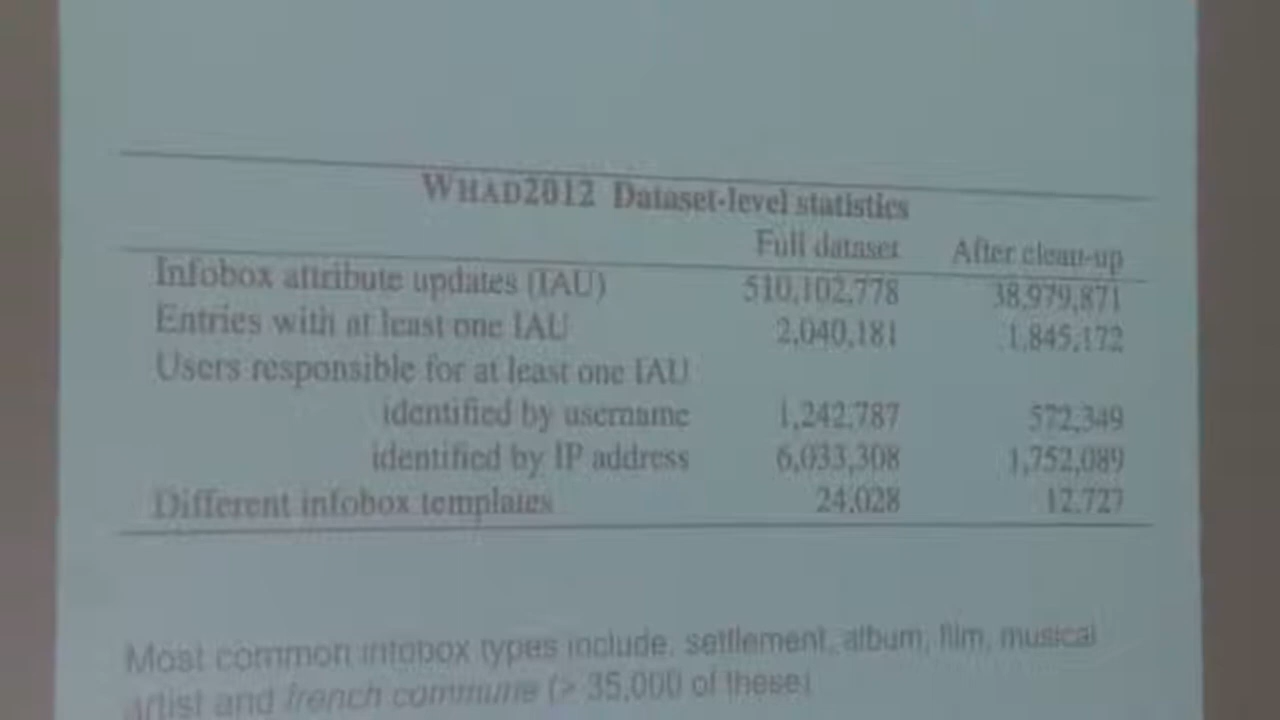 WHAD2012 Dataset-level statistics
Full dataset After clean-up
Infobox attribute updates (IAU) 510,102,778 38,979,871
Entries with at least one IAU 2,040,181 1,845,172
Users responsible for at least one IAU
identified by username 1,242,787 572,349
identified by IP address 6,033,308 1,752,089
Different infobox templates 24,028 12,727
Most common infobox types include, settlement, album, film, musical
artist and french commune (> 35,000 of these)